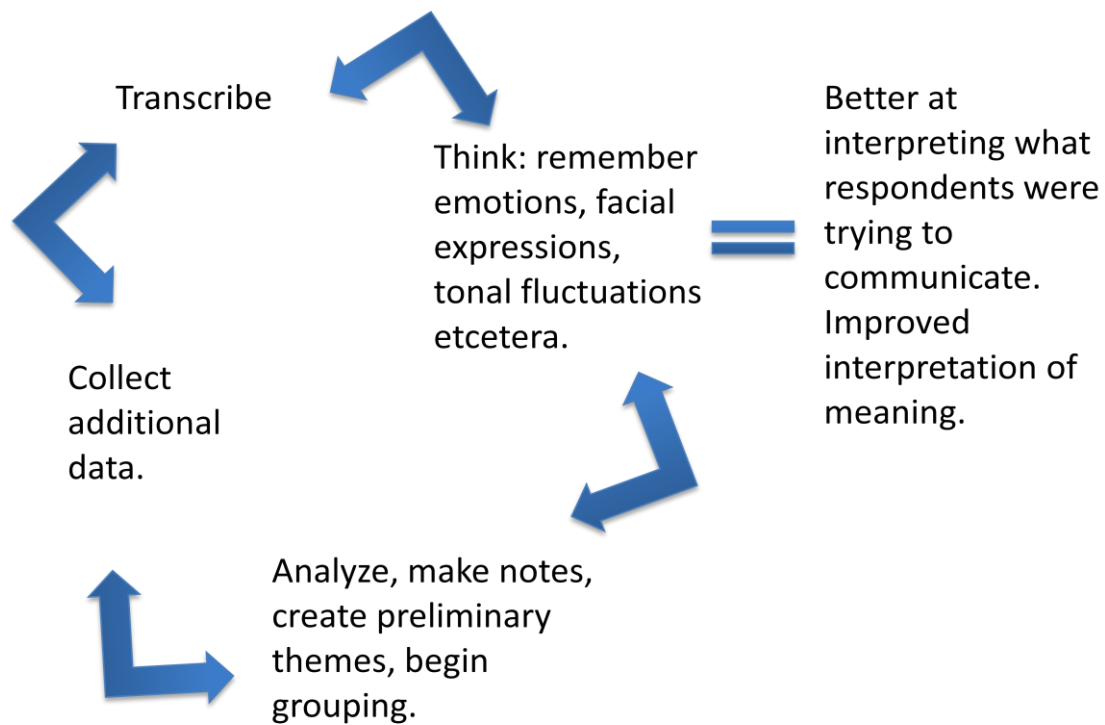 Transcribe
Think: remember
emotions, facial
expressions,
tonal fluctuations
etcetera.
Better at
interpreting what
respondents were
trying to
communicate.
Improved
interpretation of
meaning.
Collect
additional
data.
Analyze, make notes,
create preliminary
themes, begin
grouping.